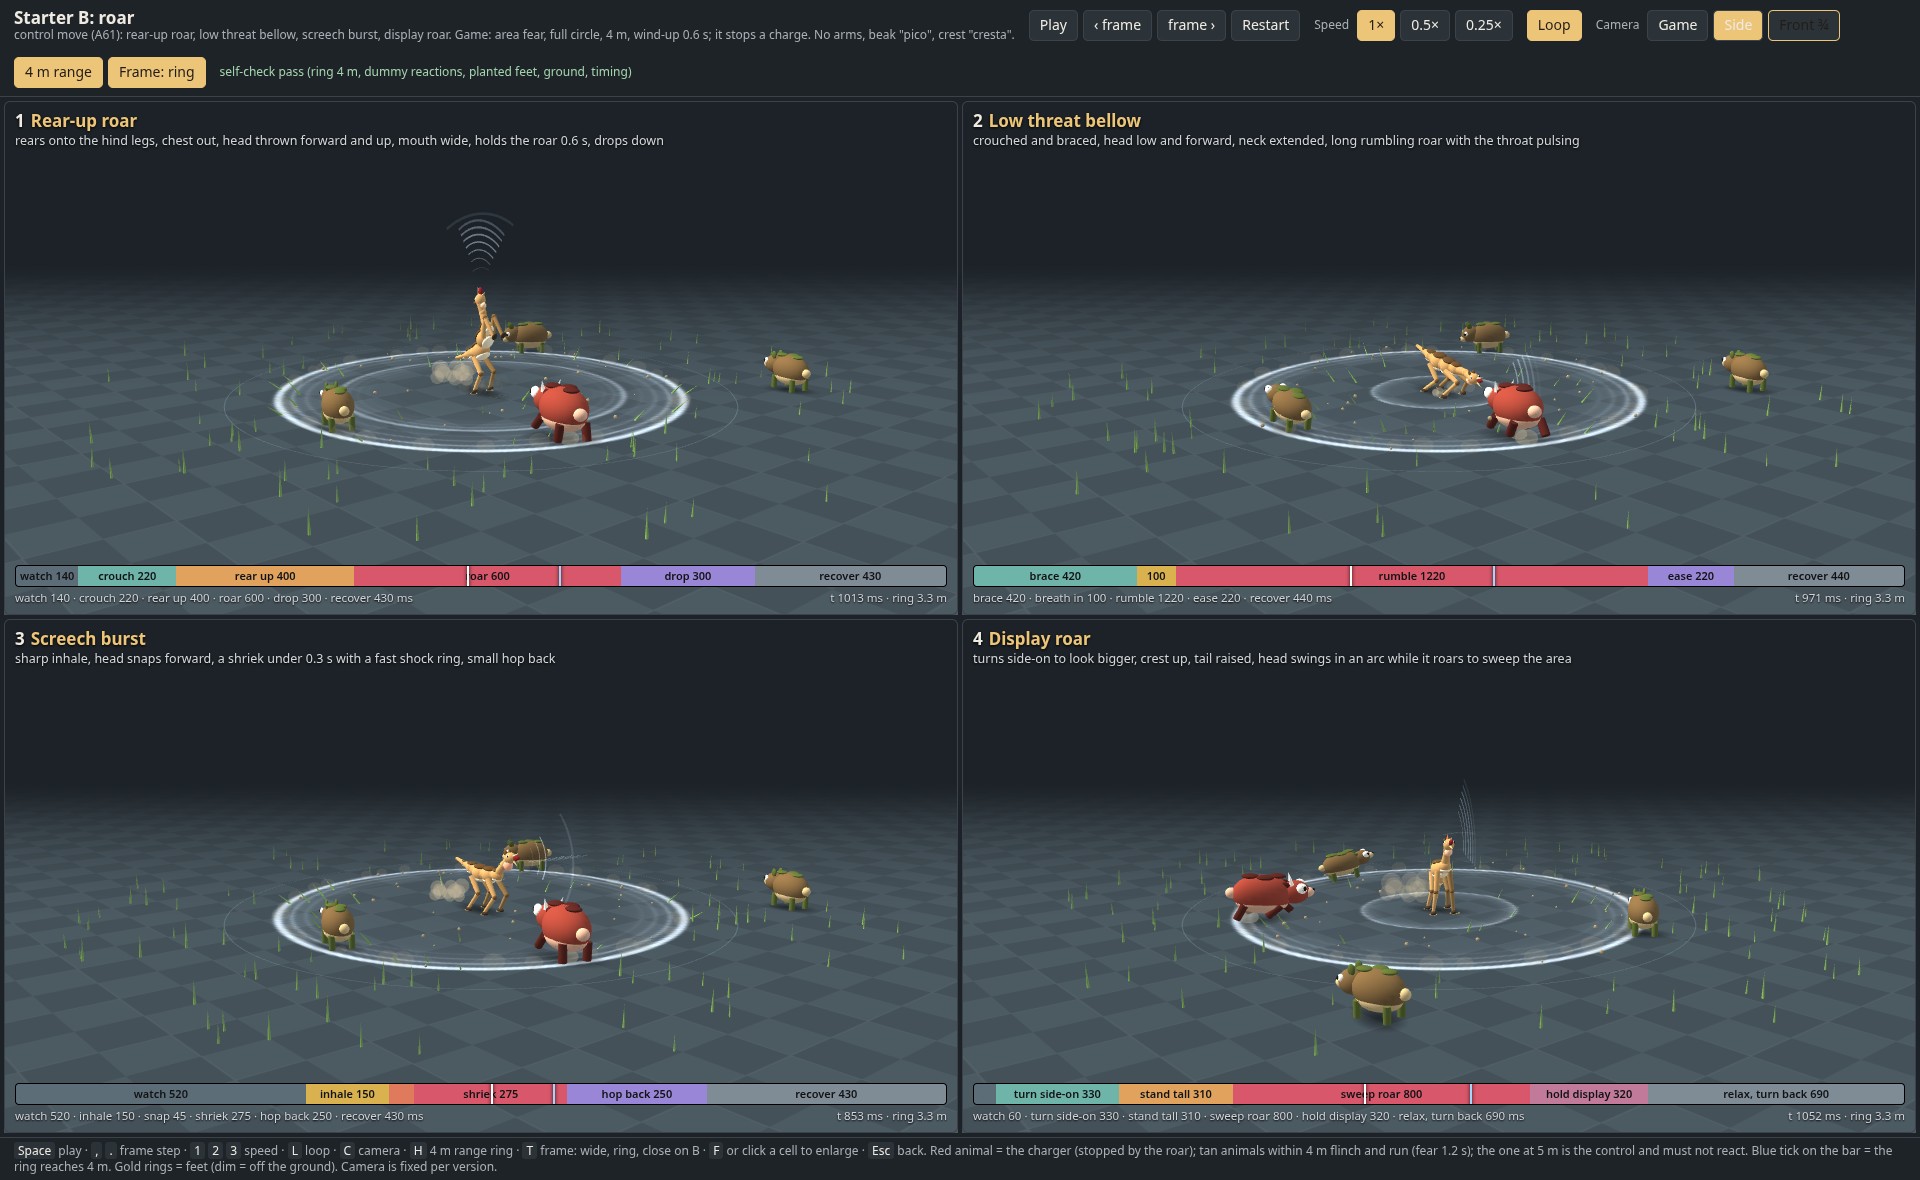 Starter B: roar
control move (A61): rear-up roar, low threat bellow, screech burst, display roar. Game: area fear, full circle, 4 m, wind-up 0.6 s; it stops a charge. No arms, beak "pico", crest "cresta".
Play ‹ frame frame › Restart Speed 1× 0.5× 0.25× Loop Camera Game Side Front ¾
4 m range Frame: ring self-check pass (ring 4 m, dummy reactions, planted feet, ground, timing)
1 Rear-up roar
rears onto the hind legs, chest out, head thrown forward and up, mouth wide, holds the roar 0.6 s, drops down
watch 140 crouch 220 rear up 400 roar 600 drop 300 recover 430
watch 140 · crouch 220 · rear up 400 · roar 600 · drop 300 · recover 430 ms
t 1013 ms · ring 3.3 m
2 Low threat bellow
crouched and braced, head low and forward, neck extended, long rumbling roar with the throat pulsing
brace 420 100 rumble 1220 ease 220 recover 440
brace 420 · breath in 100 · rumble 1220 · ease 220 · recover 440 ms
t 971 ms · ring 3.3 m
3 Screech burst
sharp inhale, head snaps forward, a shriek under 0.3 s with a fast shock ring, small hop back
watch 520 inhale 150 shriek 275 hop back 250 recover 430
watch 520 · inhale 150 · snap 45 · shriek 275 · hop back 250 · recover 430 ms
t 853 ms · ring 3.3 m
4 Display roar
turns side-on to look bigger, crest up, tail raised, head swings in an arc while it roars to sweep the area
turn side-on 330 stand tall 310 sweep roar 800 hold display 320 relax, turn back 690
watch 60 · turn side-on 330 · stand tall 310 · sweep roar 800 · hold display 320 · relax, turn back 690 ms
t 1052 ms · ring 3.3 m
Space play · , . frame step · 1 2 3 speed · L loop · C camera · H 4 m range ring · T frame: wide, ring, close on B · F or click a cell to enlarge · Esc back. Red animal = the charger (stopped by the roar); tan animals within 4 m flinch and run (fear 1.2 s); the one at 5 m is the control and must not react. Blue tick on the bar = the
ring reaches 4 m. Gold rings = feet (dim = off the ground). Camera is fixed per version.